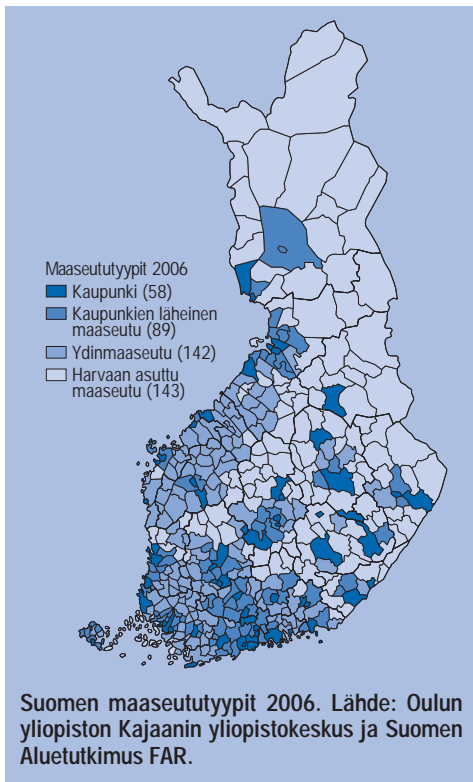 Maaseututyypit 2006
Kaupunki (58)
Kaupunkien läheinen
maaseutu (89)
Ydinmaaseutu (142)
Harvaan asuttu
maaseutu (143)
Suomen maaseututyypit 2006. Lähde: Oulun
yliopiston Kajaanin yliopistokeskus ja Suomen
Aluetutkimus FAR.